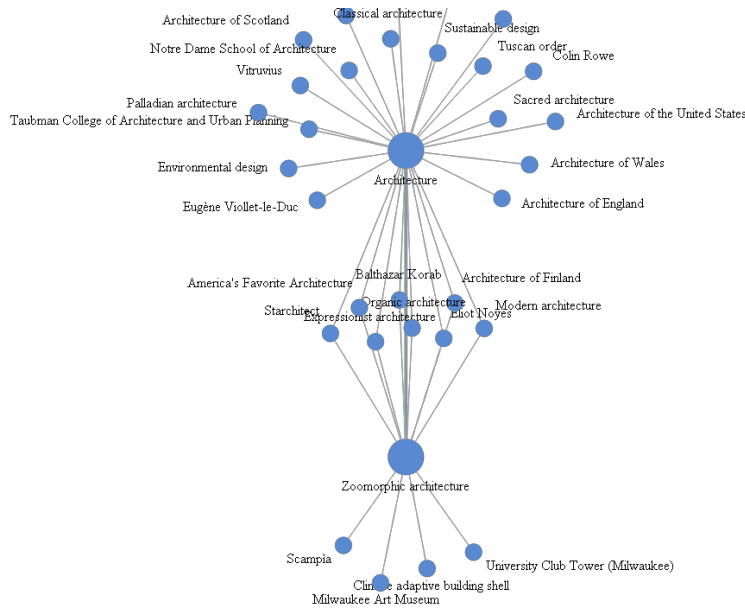 Classical architecture
Architecture of Scotland
Sustainable design
Notre Dame School of Architecture
Tuscan order
Colin Rowe
Vitruvius
Palladian architecture
Sacred architecture
Architecture of the United States
Taubman College of Architecture and Urban Planning
Environmental design
Architecture of Wales
Architecture
Eugène Viollet-le-Duc
Architecture of England
Balthazar Korab
Architecture of Finland
America's Favorite Architecture
Organic architecture
Modern architecture
Starchitect
Expressionist architecture
Eliot Noyes
Zoomorphic architecture
Scampìa
University Club Tower (Milwaukee)
Climate adaptive building shell
Milwaukee Art Museum